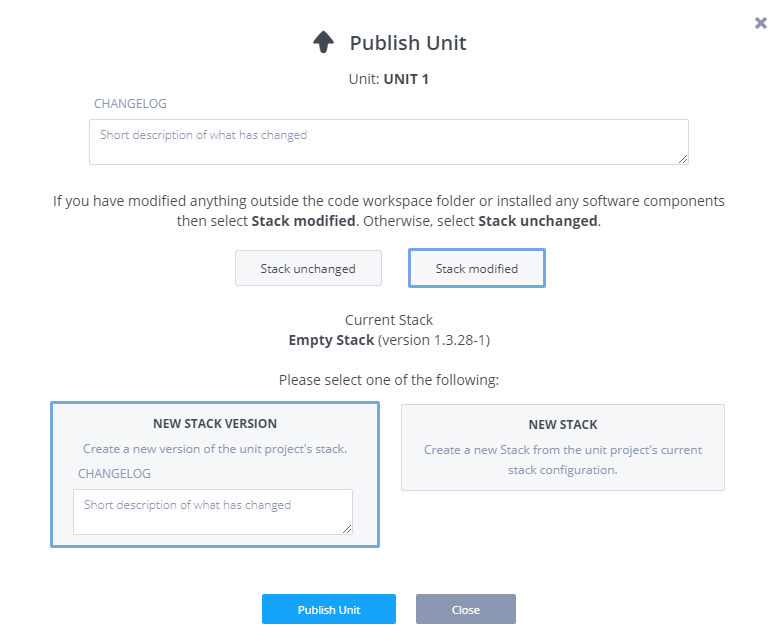 Publish Unit
Unit: UNIT 1
CHANGELOG
Short description of what has changed
If you have modified anything outside the code workspace folder or installed any software components
then select Stack modified. Otherwise, select Stack unchanged.
Stack unchanged
Stack modified
Current Stack
Empty Stack (version 1.3.28-1)
Please select one of the following:
NEW STACK VERSION
Create a new version of the unit project's stack.
CHANGELOG
Short description of what has changed
NEW STACK
Create a new Stack from the unit project's current
stack configuration.
Publish Unit
Close